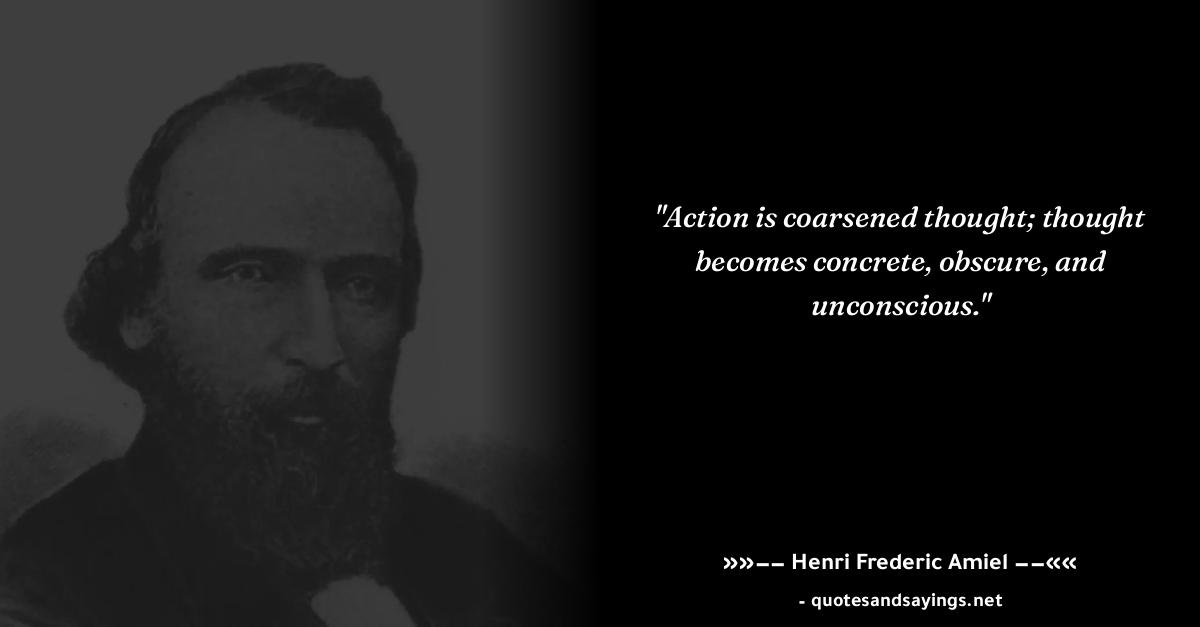 "Action is coarsened thought; thought
becomes concrete, obscure, and
unconscious."
»»–– Henri Frederic Amiel ––««
- quotesandsayings.net